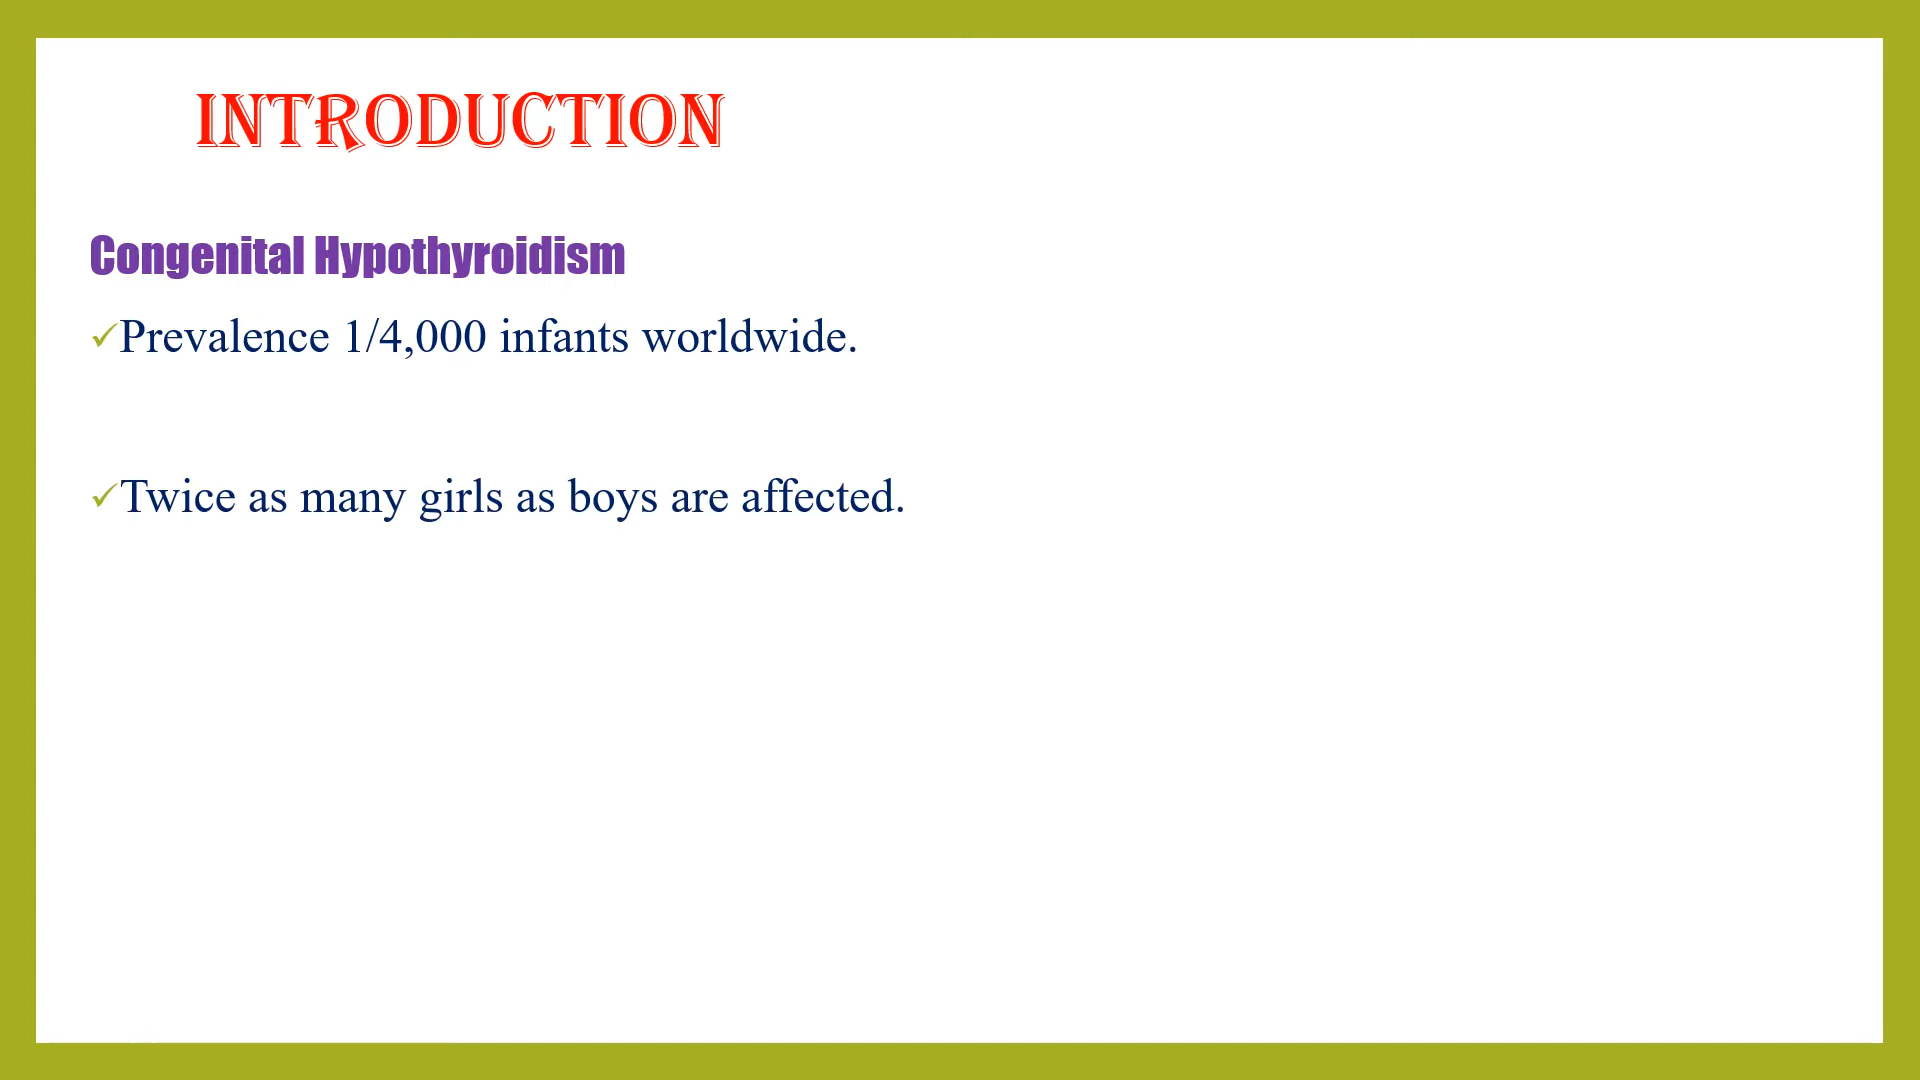 INTRODUCTION
Congenital Hypothyroidism
✓Prevalence 1/4,000 infants worldwide.
✓Twice as many girls as boys are affected.